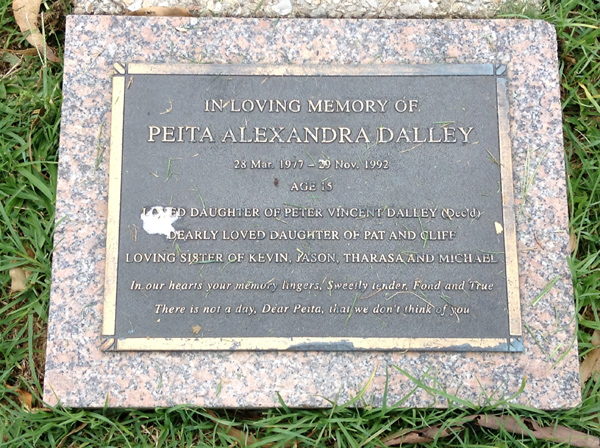 IN LOVING MEMORY OF
PEITA ALEXANDRA DALLEY
28 Mar. 1977 – 29 Nov. 1992
AGE 15
LOVED DAUGHTER OF PETER VINCENT DALLEY (Dec'd)
DEARLY LOVED DAUGHTER OF PAT AND CLIFF
LOVING SISTER OF KEVIN, JASON, THARASA AND MICHAEL
In our hearts your memory lingers, Sweetly tender, Fond and True
There is not a day, Dear Peita, that we don't think of you